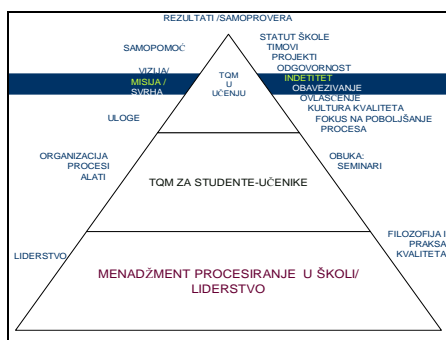 REZULTATI /SAMOPROVERA
SAMOPOMOĆ
VIZIJA/
MISIJA /
SVRHA
ULOGE
ORGANIZACIJA
PROCESI
ALATI
LIDERSTVO
TQM
U
UČENJU
TQM ZA STUDENTE-UČENIKE
MENADŽMENT PROCESIRANJE U ŠKOLI/
LIDERSTVO
STATUT ŠKOLE
TIMOVI
PROJEKTI
ODGOVORNOST
INDETITET
OBAVEZIVANJE
OVLAŠĆENJE
KULTURA KVALITETA
FOKUS NA POBOLJŠANJE
PROCESA
OBUKA:
SEMINARI
FILOZOFIJA I
PRAKSA
KVALITETA